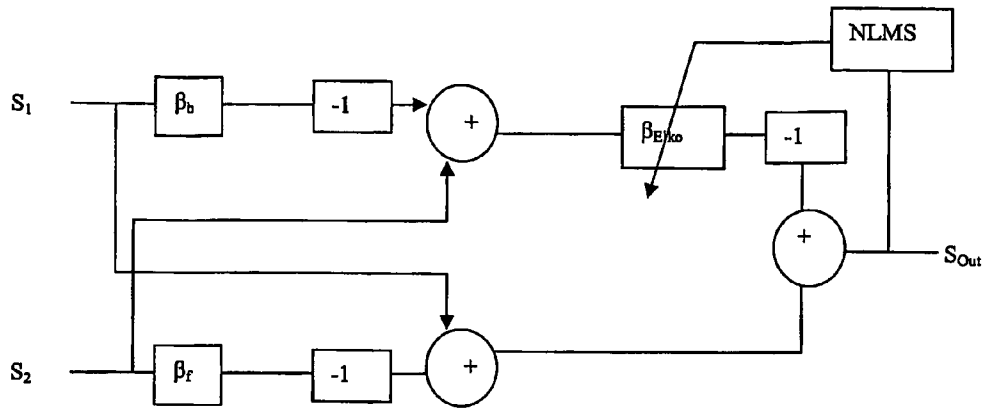 NLMS
S₁
β_b
-1
+
β_Elko
-1
+
S_Out
S₂
β_f
-1
+